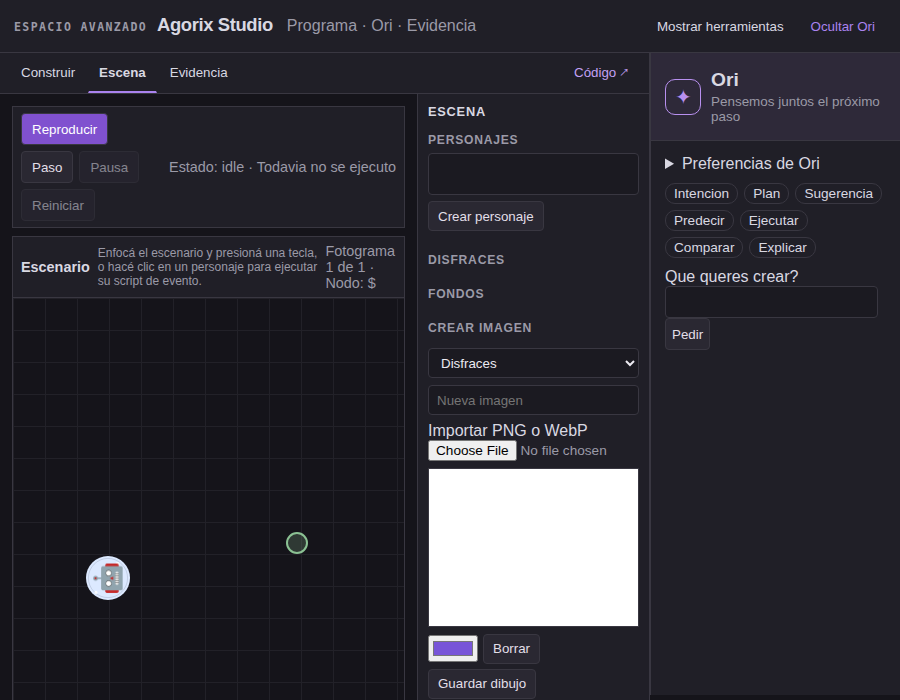 ESPACIO AVANZADO Agorix Studio Programa · Ori · Evidencia Mostrar herramientas Ocultar Ori
Construir Escena Evidencia Código ↗
Reproducir
Paso Pausa Estado: idle · Todavia no se ejecuto
Reiniciar
Escenario
Enfocá el escenario y presioná una tecla,
o hacé clic en un personaje para ejecutar
su script de evento.
Fotograma
1 de 1 ·
Nodo: $
ESCENA
PERSONAJES
Crear personaje
DISFRACES
FONDOS
CREAR IMAGEN
Disfraces
Nueva imagen
Importar PNG o WebP
Choose File No file chosen
Borrar
Guardar dibujo
Ori
Pensemos juntos el próximo
paso
Preferencias de Ori
Intencion Plan Sugerencia
Predecir Ejecutar
Comparar Explicar
Que queres crear?
Pedir